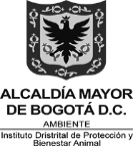 ALCALDÍA MAYOR
DE BOGOTÁ D.C.
AMBIENTE
Instituto Distrital de Protección y
Bienestar Animal